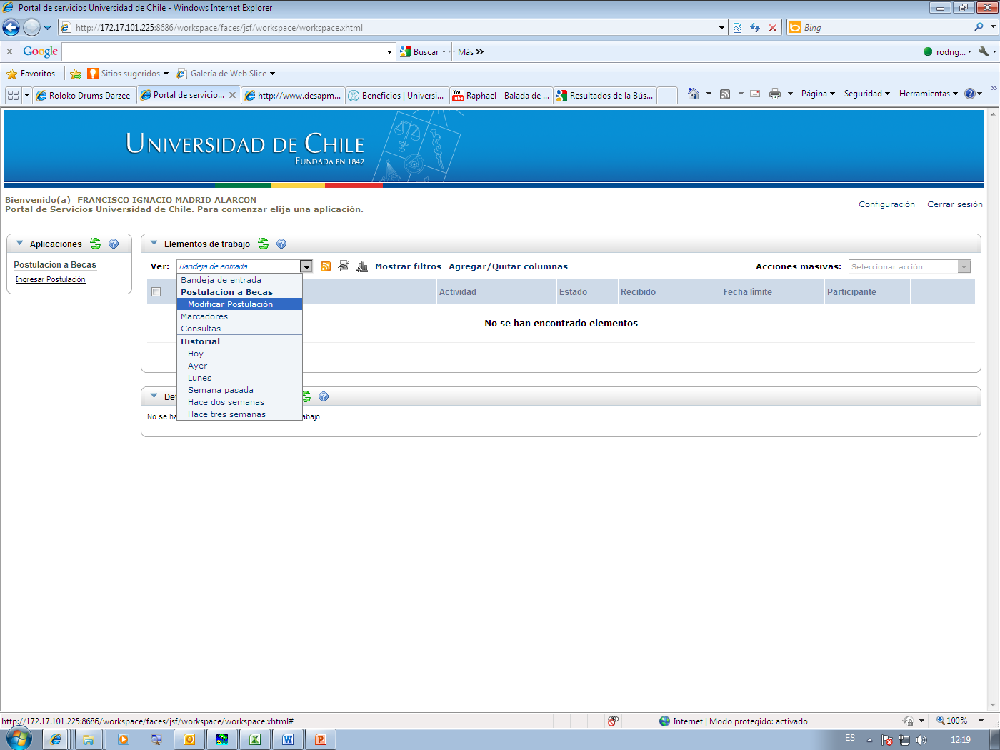 Portal de servicios Universidad de Chile - Windows Internet Explorer
http://172.17.101.225:8686/workspace/faces/jsf/workspace/workspace.xhtml
Bing
x Google Buscar Más >> rodrig...
Favoritos Sitios sugeridos Galería de Web Slice
Roloko Drums Darzee Portal de servicio... X http://www.desapm... Beneficios | Universi... Raphael - Balada de ... Resultados de la Bús... Página Seguridad Herramientas >>
UNIVERSIDAD DE CHILE
FUNDADA EN 1842
Bienvenido(a) FRANCISCO IGNACIO MADRID ALARCON
Portal de Servicios Universidad de Chile. Para comenzar elija una aplicación.
Configuración Cerrar sesión
Aplicaciones
Postulacion a Becas
Ingresar Postulación
Elementos de trabajo
Ver: Bandeja de entrada Mostrar filtros Agregar/Quitar columnas Acciones masivas: Seleccionar acción
Actividad Estado Recibido Fecha límite Participante
No se han encontrado elementos
Bandeja de entrada
Postulacion a Becas
Modificar Postulación
Marcadores
Consultas
Historial
Hoy
Ayer
Lunes
Semana pasada
Hace dos semanas
Hace tres semanas
Det
No se ha abajo
http://172.17.101.225:8686/workspace/faces/jsf/workspace/workspace.xhtml#
Internet | Modo protegido: activado
100%
ES
12:19